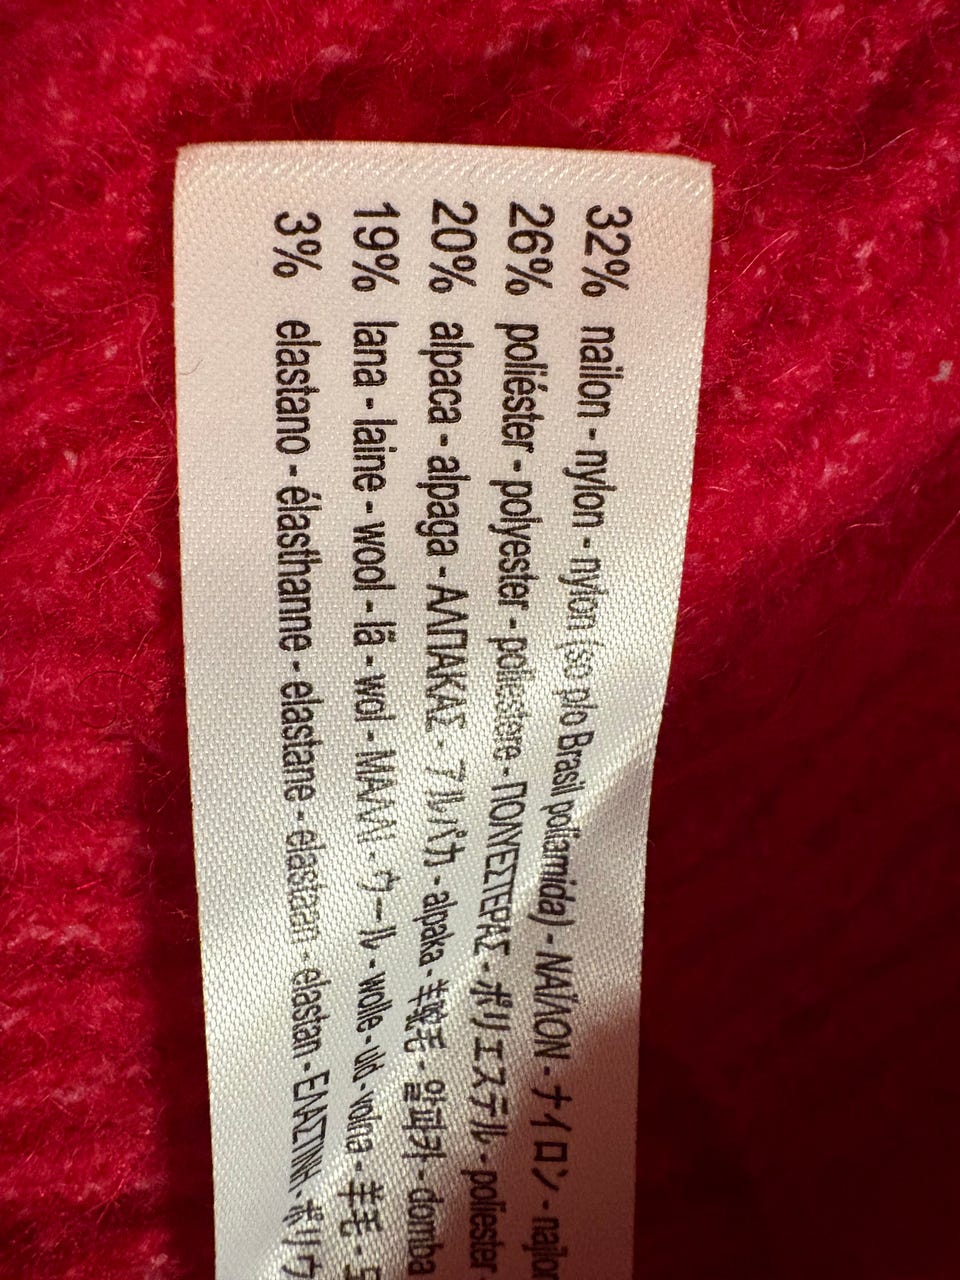 32% nailon - nylon - nylon (so p/o Brasil poliamida) - ΝΑΪΛΟΝ - ナイロン - najlon
26% poliéster - polyester - poliestere - ΠΟΛΥΕΣΤΕΡΑΣ - ポリエステル - poliester -
20% alpaca - alpaga - ΑΛΠΑΚΑΣ - アルパカ - alpaka - 羊驼毛 - 알파카 - domba
19% lana - laine - wool - lã - wol - ΜΑΛΛΙ - ウール - wolle - uld - volna - 羊毛 -
3% elastano - élasthanne - elastane - elastaan - elastan - ΕΛΑΣΤΙΝΗ - ポリウ